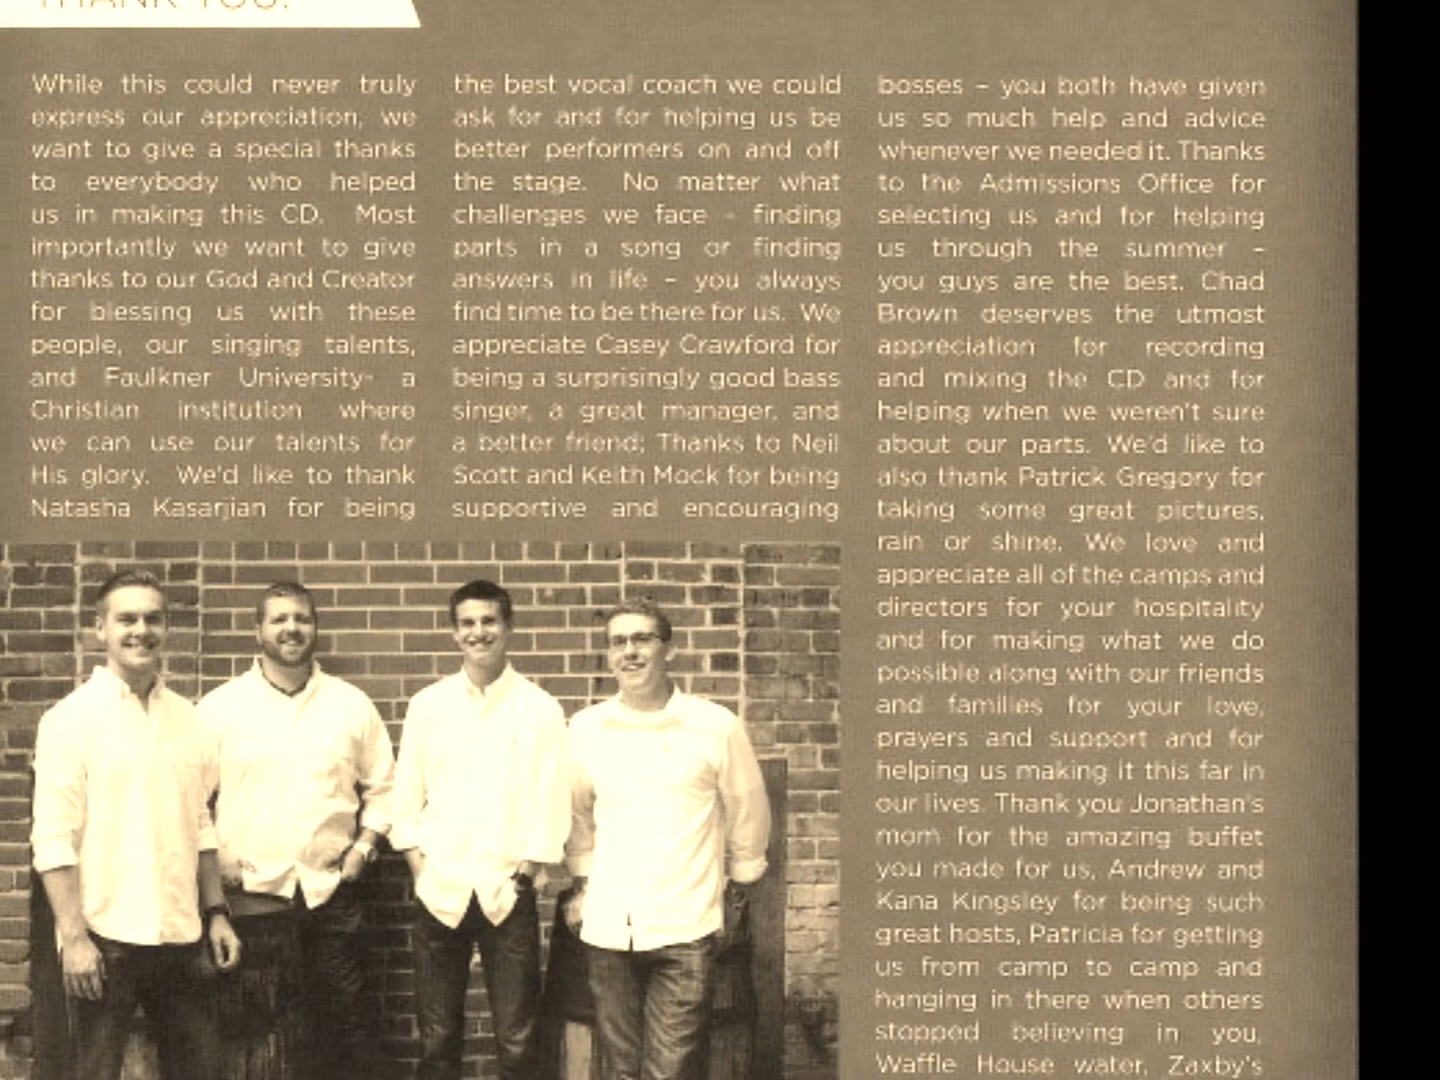 THANK YOU!
While this could never truly
express our appreciation, we
want to give a special thanks
to everybody who helped
us in making this CD. Most
importantly we want to give
thanks to our God and Creator
for blessing us with these
people, our singing talents,
and Faulkner University- a
Christian institution where
we can use our talents for
His glory. We'd like to thank
Natasha Kasarjian for being
the best vocal coach we could
ask for and for helping us be
better performers on and off
the stage. No matter what
challenges we face - finding
parts in a song or finding
answers in life - you always
find time to be there for us. We
appreciate Casey Crawford for
being a surprisingly good bass
singer, a great manager, and
a better friend; Thanks to Neil
Scott and Keith Mock for being
supportive and encouraging
bosses – you both have given
us so much help and advice
whenever we needed it. Thanks
to the Admissions Office for
selecting us and for helping
us through the summer –
you guys are the best. Chad
Brown deserves the utmost
appreciation for recording
and mixing the CD and for
helping when we weren't sure
about our parts. We'd like to
also thank Patrick Gregory for
taking some great pictures,
rain or shine. We love and
appreciate all of the camps and
directors for your hospitality
and for making what we do
possible along with our friends
and families for your love,
prayers and support and for
helping us making it this far in
our lives. Thank you Jonathan's
mom for the amazing buffet
you made for us, Andrew and
Kana Kingsley for being such
great hosts, Patricia for getting
us from camp to camp and
hanging in there when others
stopped believing in you,
Waffle House water, Zaxby's